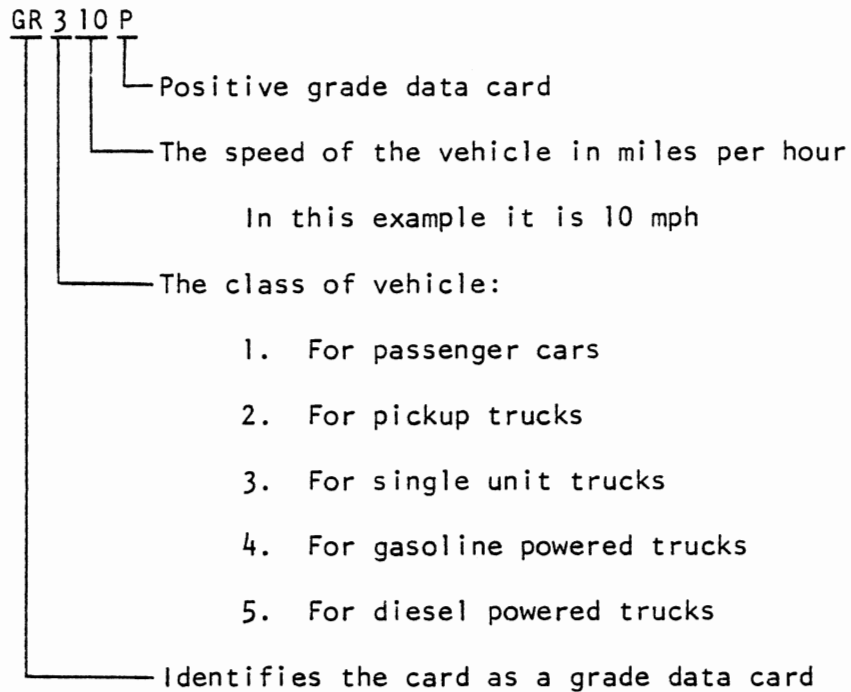 GR 3 10 P
Positive grade data card
The speed of the vehicle in miles per hour
In this example it is 10 mph
The class of vehicle:
1. For passenger cars
2. For pickup trucks
3. For single unit trucks
4. For gasoline powered trucks
5. For diesel powered trucks
Identifies the card as a grade data card